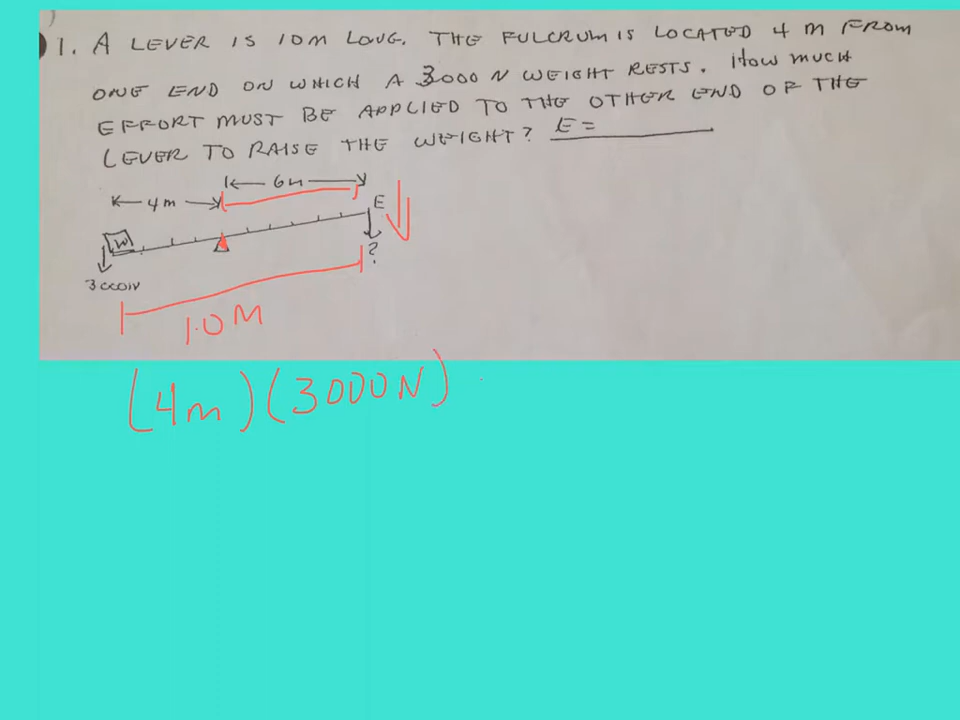 1. A LEVER IS 10M LONG. THE FULCRUM IS LOCATED 4 M FROM
ONE END ON WHICH A 3000 N WEIGHT RESTS. HOW MUCH
EFFORT MUST BE APPLIED TO THE OTHER END OF THE
LEVER TO RAISE THE WEIGHT? E=
6m
4m
E
W
?
3000N
10M
(4m)(3000N)